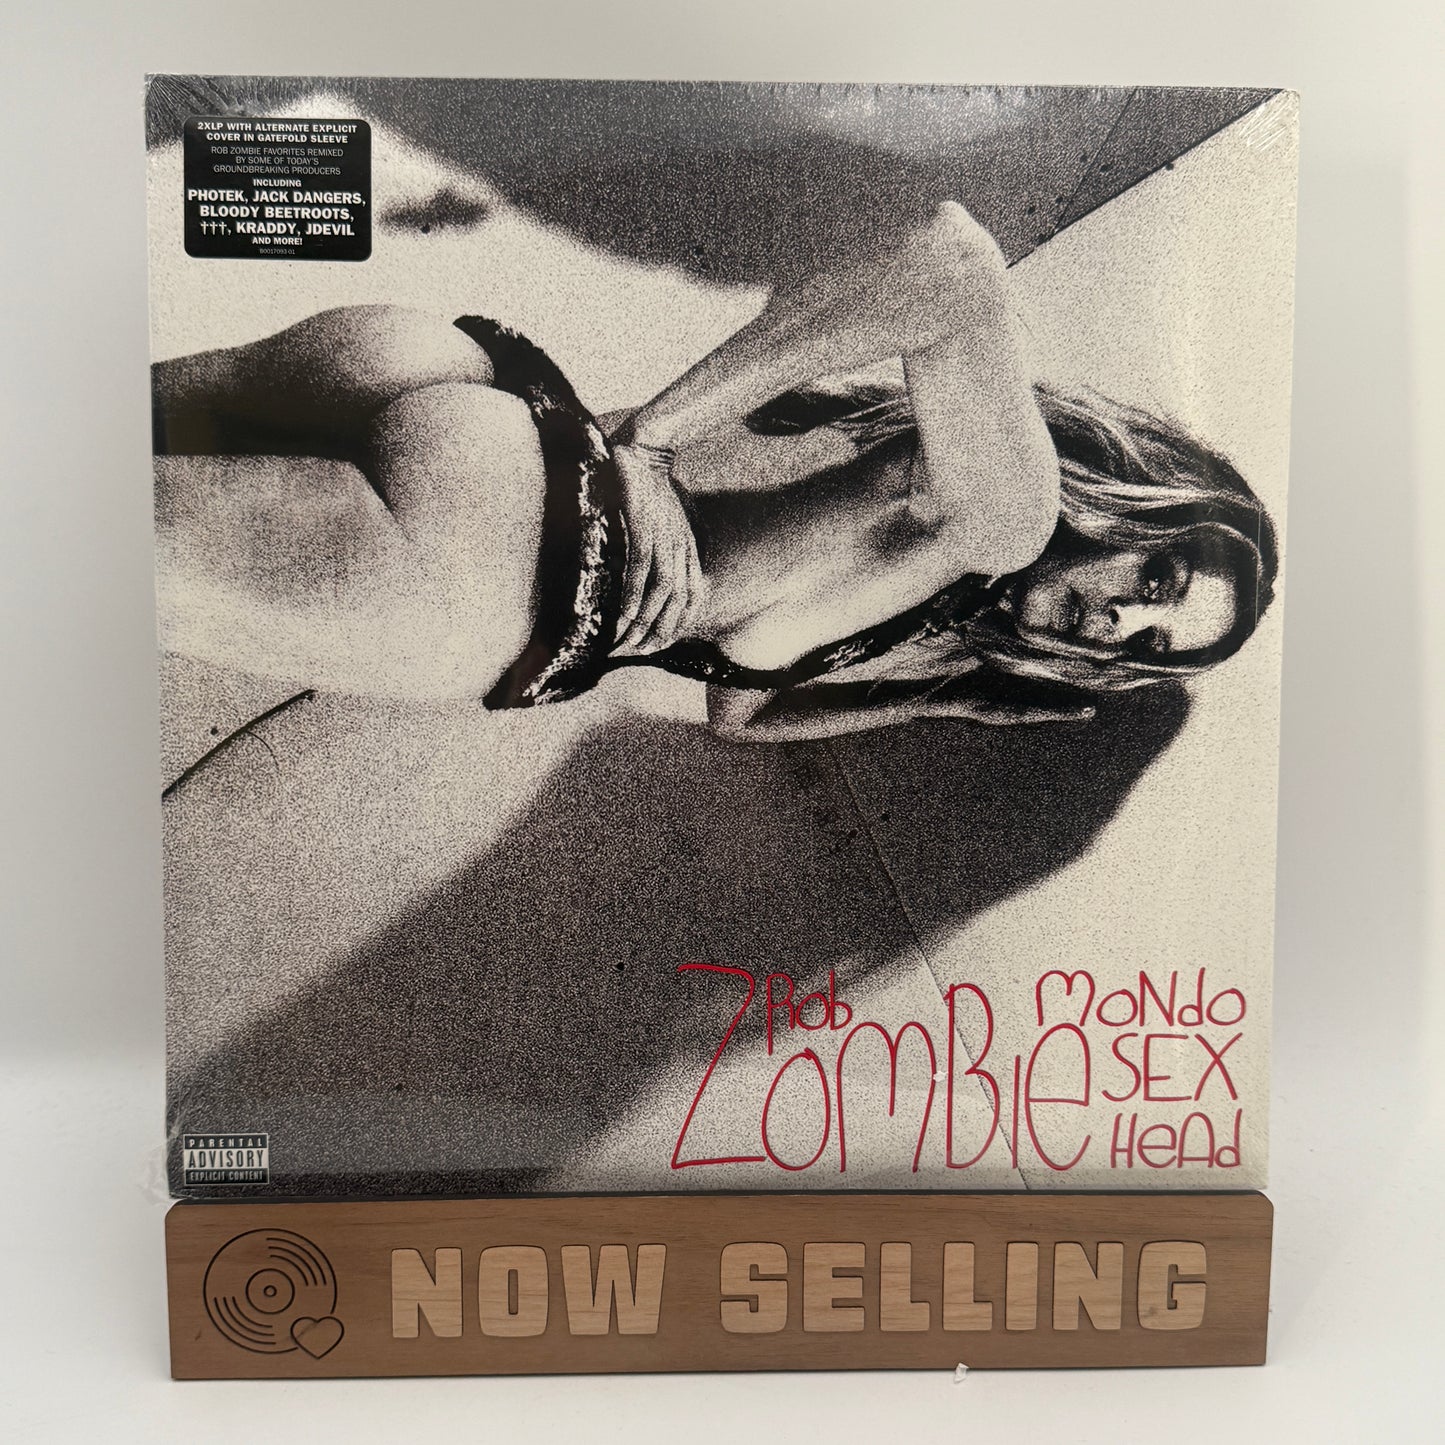 2XLP WITH ALTERNATE EXPLICIT
COVER IN GATEFOLD SLEEVE
ROB ZOMBIE FAVORITES REMIXED
BY SOME OF TODAY'S
GROUNDBREAKING PRODUCERS
INCLUDING
PHOTEK, JACK DANGERS,
BLOODY BEETROOTS,
†††, KRADDY, JDEVIL
AND MORE!
B0017093-01
Rob
ZomBie
MoNdo
SEX
HeAd
PARENTAL
ADVISORY
EXPLICIT CONTENT
NOW SELLING